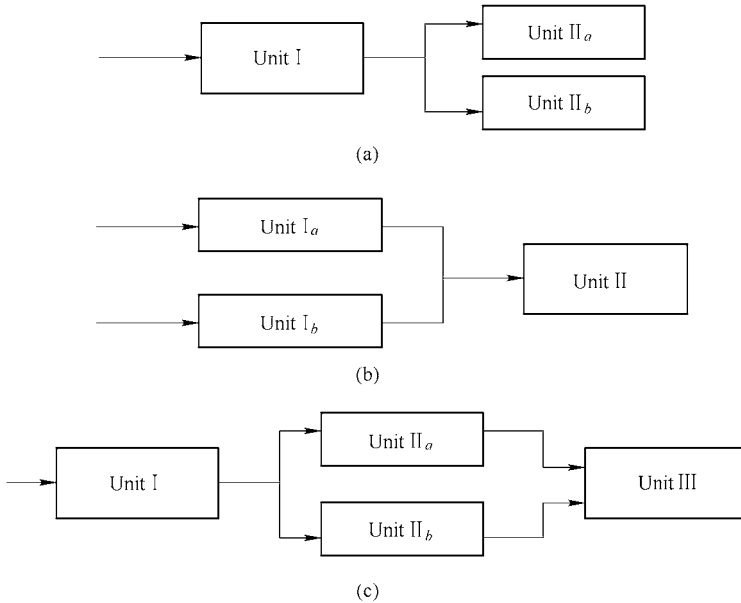 Unit I
Unit IIa
Unit IIb
(a)
Unit Ia
Unit II
Unit Ib
(b)
Unit IIa
Unit I
Unit III
Unit IIb
(c)